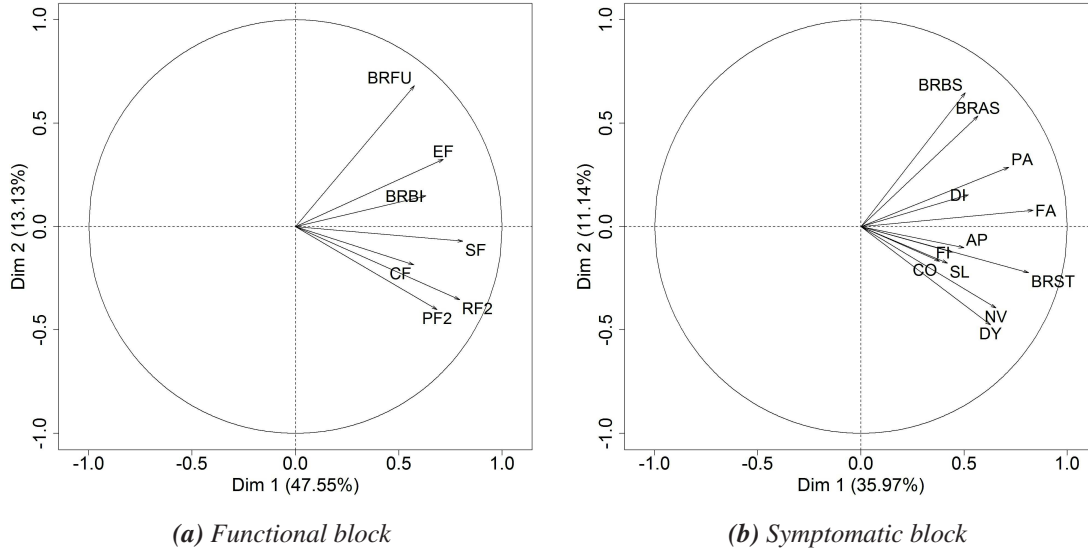 1.0
0.5
0.0
-0.5
-1.0
Dim 2 (13.13%)
BRFU
EF
BRBI
SF
CF
RF2
PF2
-1.0 -0.5 0.0 0.5 1.0
Dim 1 (47.55%)
(a) Functional block
1.0
0.5
0.0
-0.5
-1.0
Dim 2 (11.14%)
BRBS
BRAS
PA
DI
FA
AP
FI
CO SL
BRST
NV
DY
-1.0 -0.5 0.0 0.5 1.0
Dim 1 (35.97%)
(b) Symptomatic block